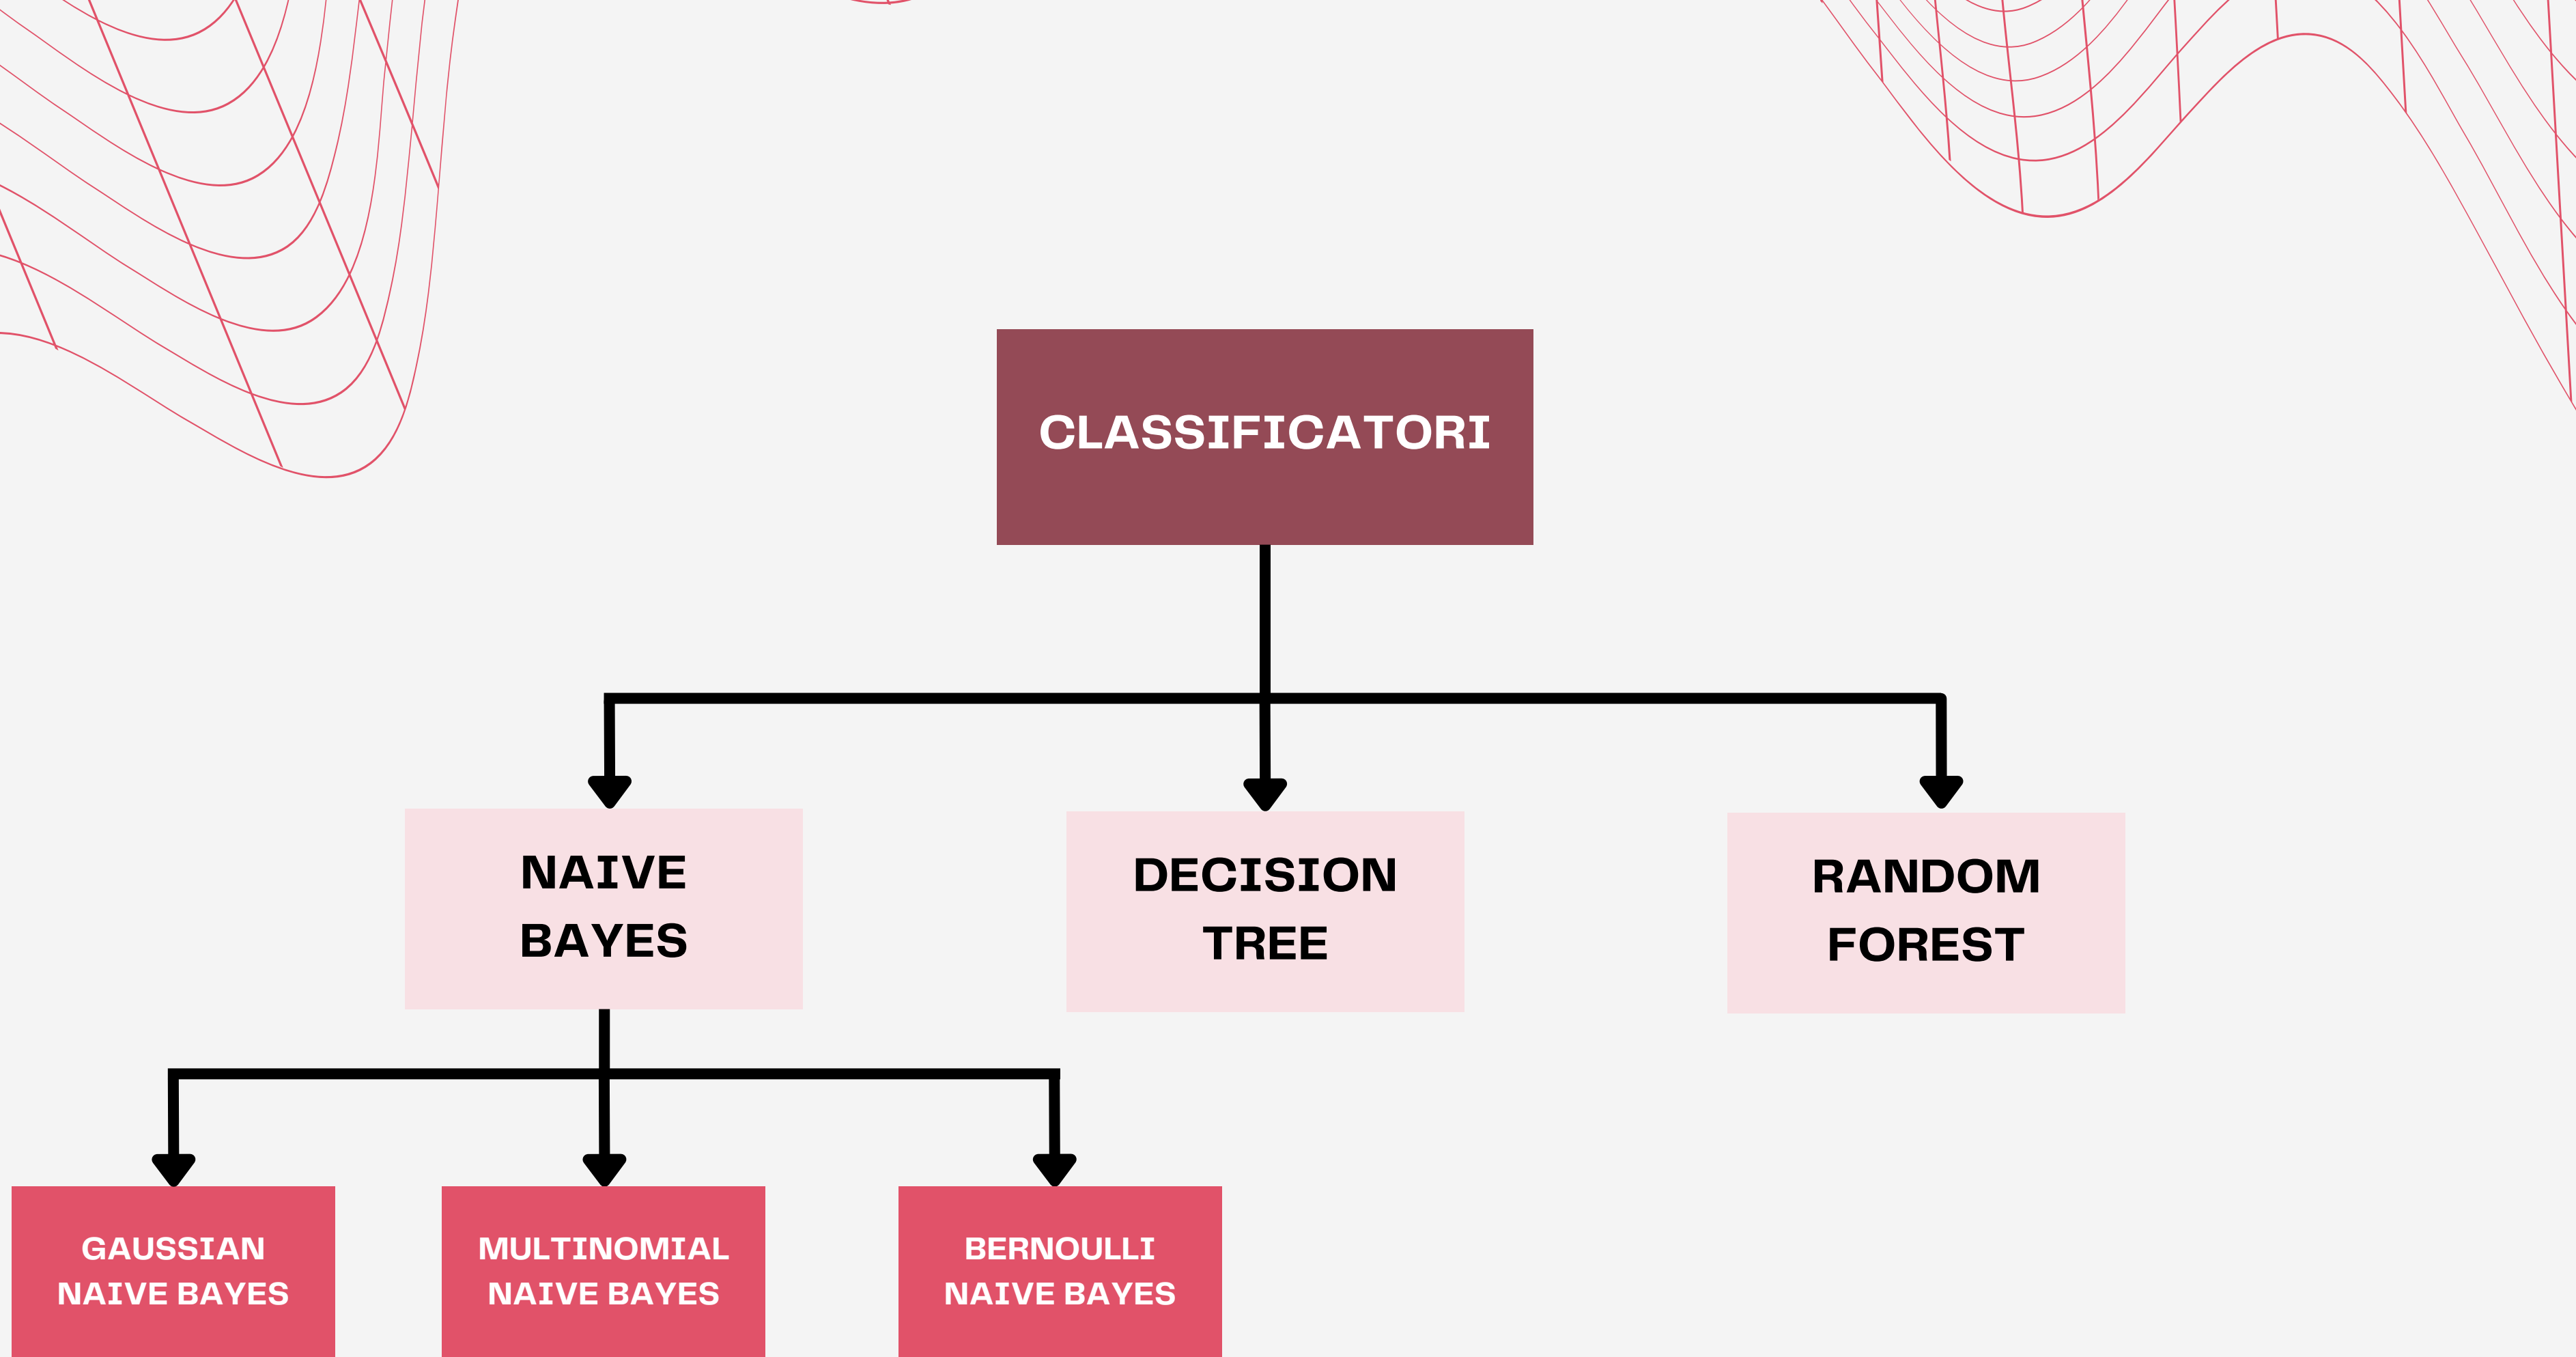 CLASSIFICATORI
NAIVE
BAYES
DECISION
TREE
RANDOM
FOREST
GAUSSIAN
NAIVE BAYES
MULTINOMIAL
NAIVE BAYES
BERNOULLI
NAIVE BAYES